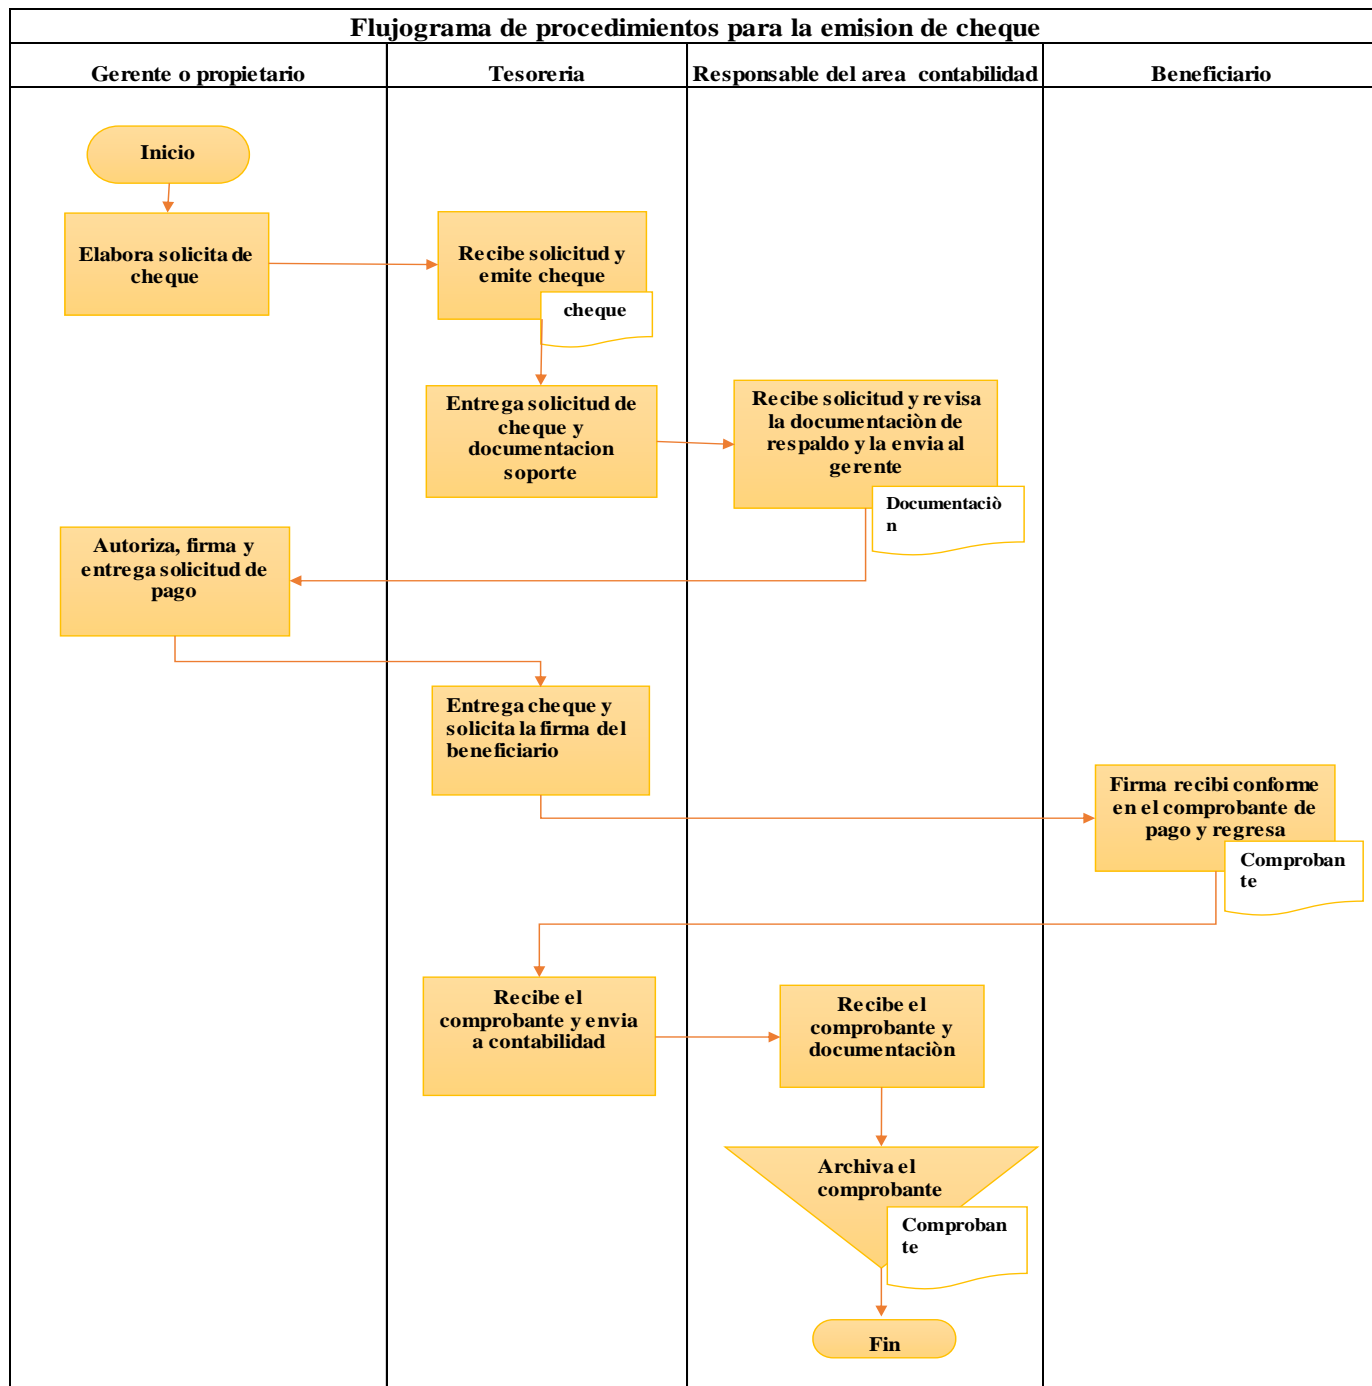 Flujograma de procedimientos para la emision de cheque
Gerente o propietario
Tesoreria
Responsable del area contabilidad
Beneficiario
Inicio
Elabora solicita de
cheque
Recibe solicitud y
emite cheque
cheque
Entrega solicitud de
cheque y
documentacion
soporte
Recibe solicitud y revisa
la documentaciòn de
respaldo y la envia al
gerente
Documentaciò
n
Autoriza, firma y
entrega solicitud de
pago
Entrega cheque y
solicita la firma del
beneficiario
Firma recibi conforme
en el comprobante de
pago y regresa
Comproban
te
Recibe el
comprobante y envia
a contabilidad
Recibe el
comprobante y
documentaciòn
Archiva el
comprobante
Comproban
te
Fin